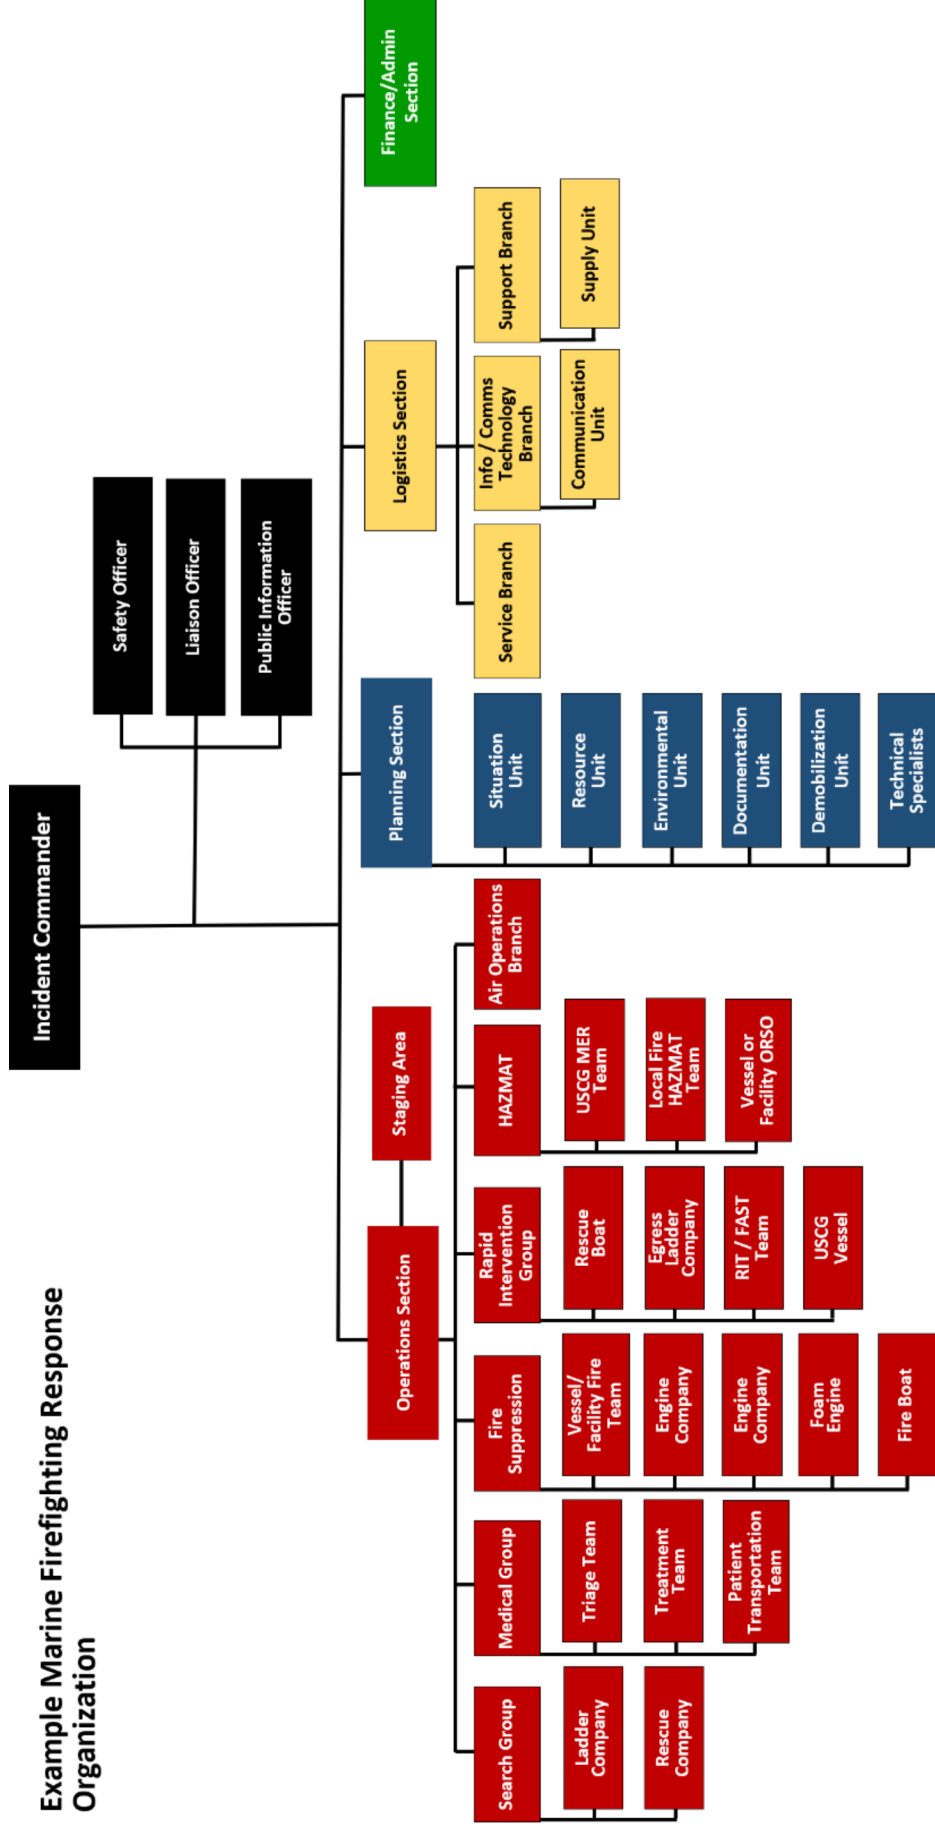 Example Marine Firefighting Response
Organization
Incident Commander
Safety Officer
Liaison Officer
Public Information
Officer
Operations Section
Staging Area
Planning Section
Logistics Section
Finance/Admin
Section
Search Group
Ladder
Company
Rescue
Company
Medical Group
Triage Team
Treatment
Team
Patient
Transportation
Team
Fire
Suppression
Vessel/
Facility Fire
Team
Engine
Company
Engine
Company
Foam
Engine
Fire Boat
Rapid
Intervention
Group
Rescue
Boat
Egress
Ladder
Company
RIT / FAST
Team
USCG
Vessel
HAZMAT
USCG MER
Team
Local Fire
HAZMAT
Team
Vessel or
Facility ORSO
Air Operations
Branch
Situation
Unit
Resource
Unit
Environmental
Unit
Documentation
Unit
Demobilization
Unit
Technical
Specialists
Service Branch
Info / Comms
Technology
Branch
Communication
Unit
Support Branch
Supply Unit